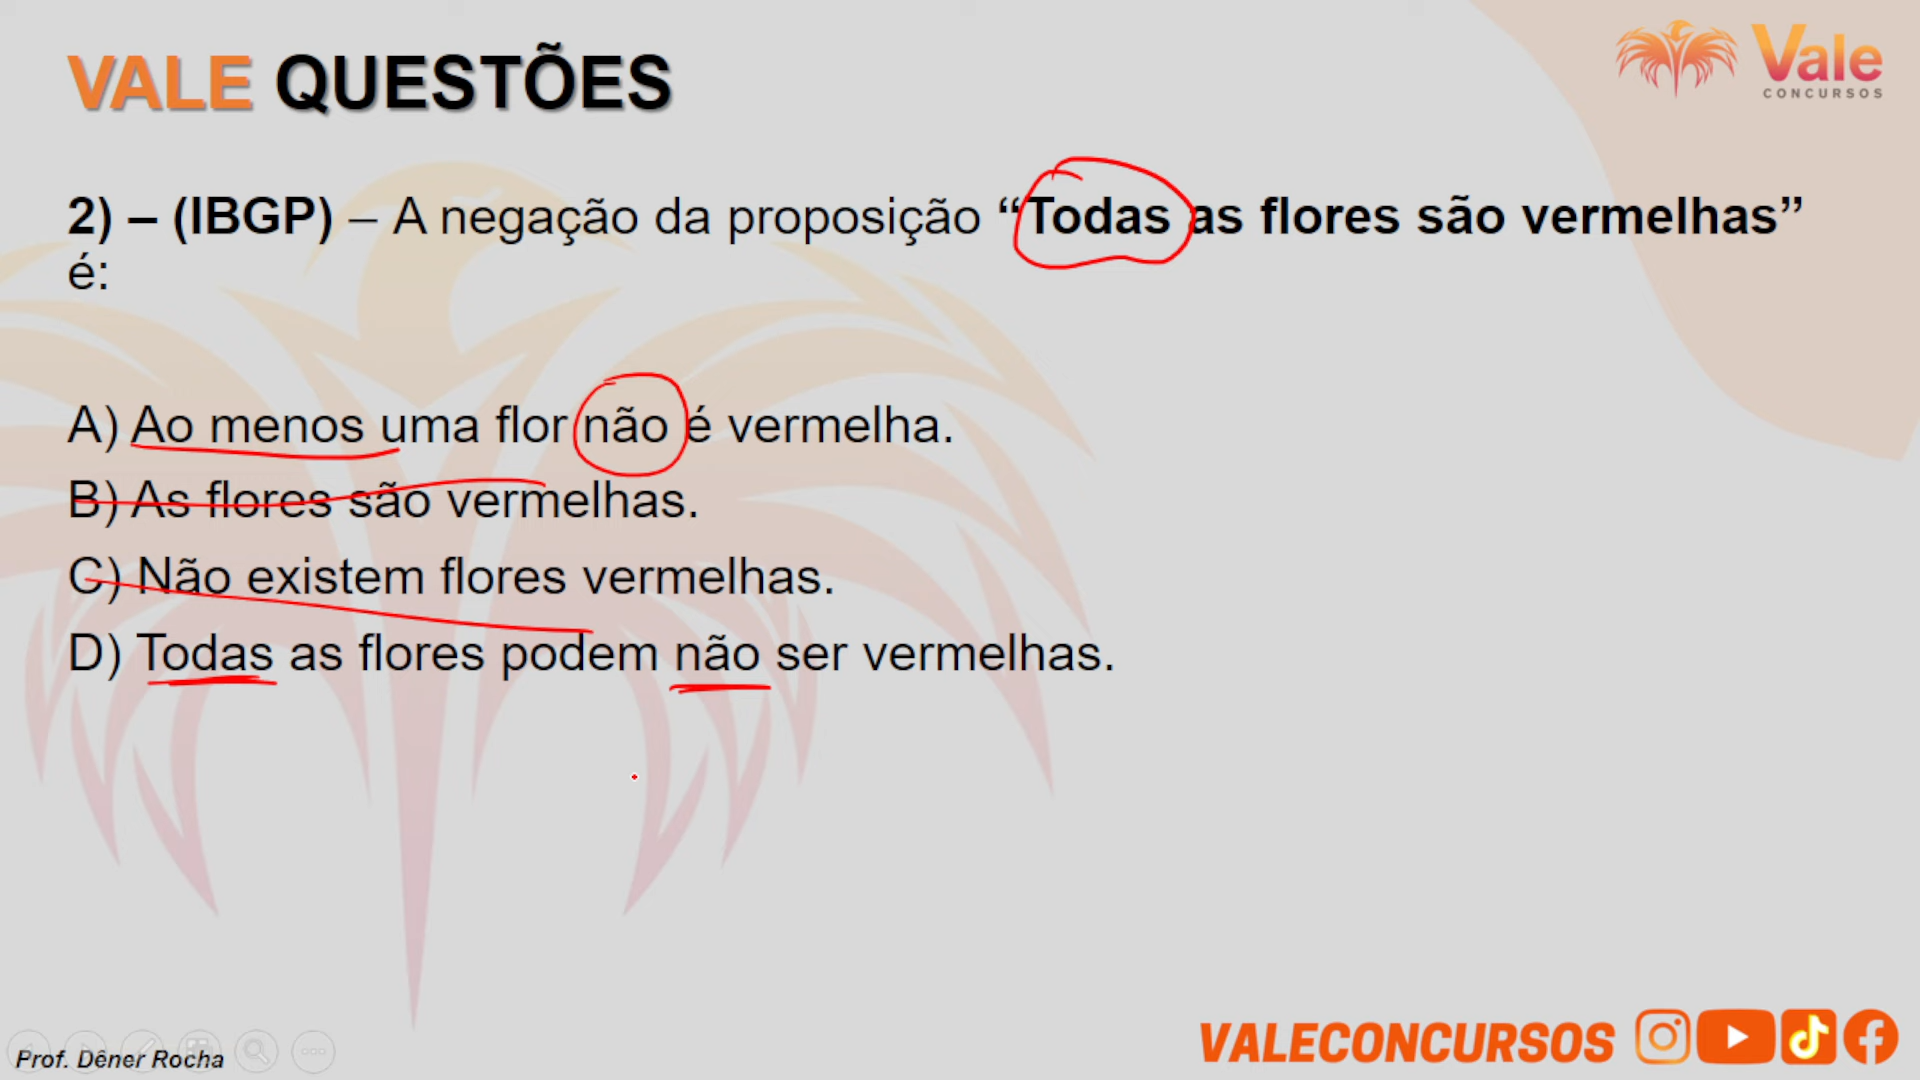 VALE QUESTÕES
Vale
CONCURSOS
2) – (IBGP) – A negação da proposição “Todas as flores são vermelhas”
é:
A) Ao menos uma flor não é vermelha.
B) As flores são vermelhas.
C) Não existem flores vermelhas.
D) Todas as flores podem não ser vermelhas.
Prof. Dêner Rocha
VALECONCURSOS